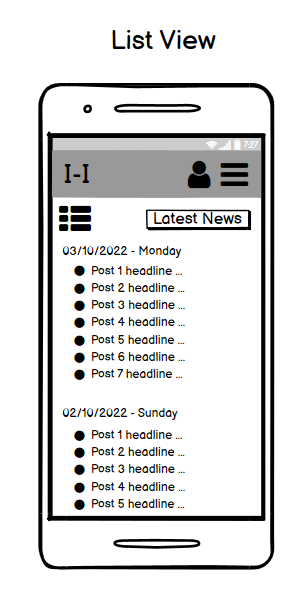 List View
7:27
I-I
Latest News
03/10/2022 - Monday
Post 1 headline ...
Post 2 headline ...
Post 3 headline ...
Post 4 headline ...
Post 5 headline ...
Post 6 headline ...
Post 7 headline ...
02/10/2022 - Sunday
Post 1 headline ...
Post 2 headline ...
Post 3 headline ...
Post 4 headline ...
Post 5 headline ...